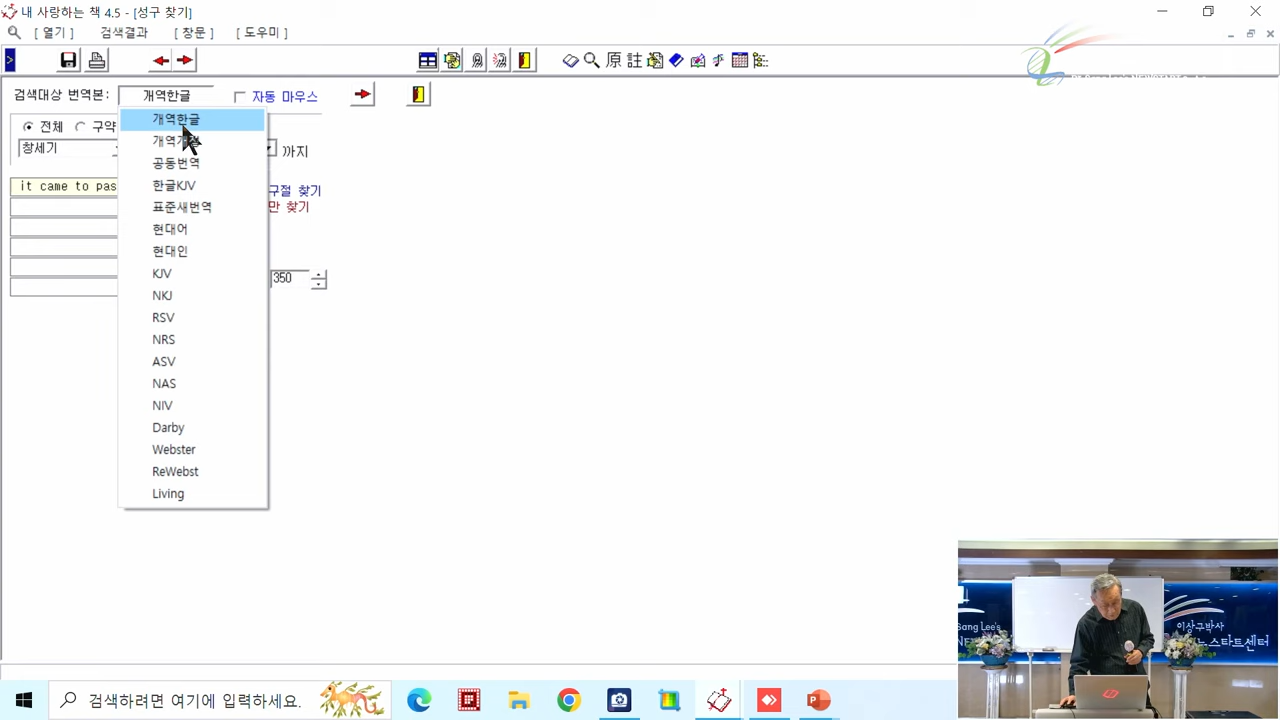 내 사랑하는 책 4.5 - [성구 찾기]
[ 열기 ] 검색결과 [ 창문 ] [ 도우미 ]
原 註
검색대상 번역본: 개역한글 자동 마우스
전체 구약
창세기 까지
it came to pas
구절 찾기
만 찾기
350
개역한글
공동번역
한글KJV
표준새번역
현대어
현대인
KJV
NKJ
RSV
NRS
ASV
NAS
NIV
Darby
Webster
ReWebst
Living
Sang Lee's
이상구박사
스타트센터
검색하려면 여기에 입력하세요.